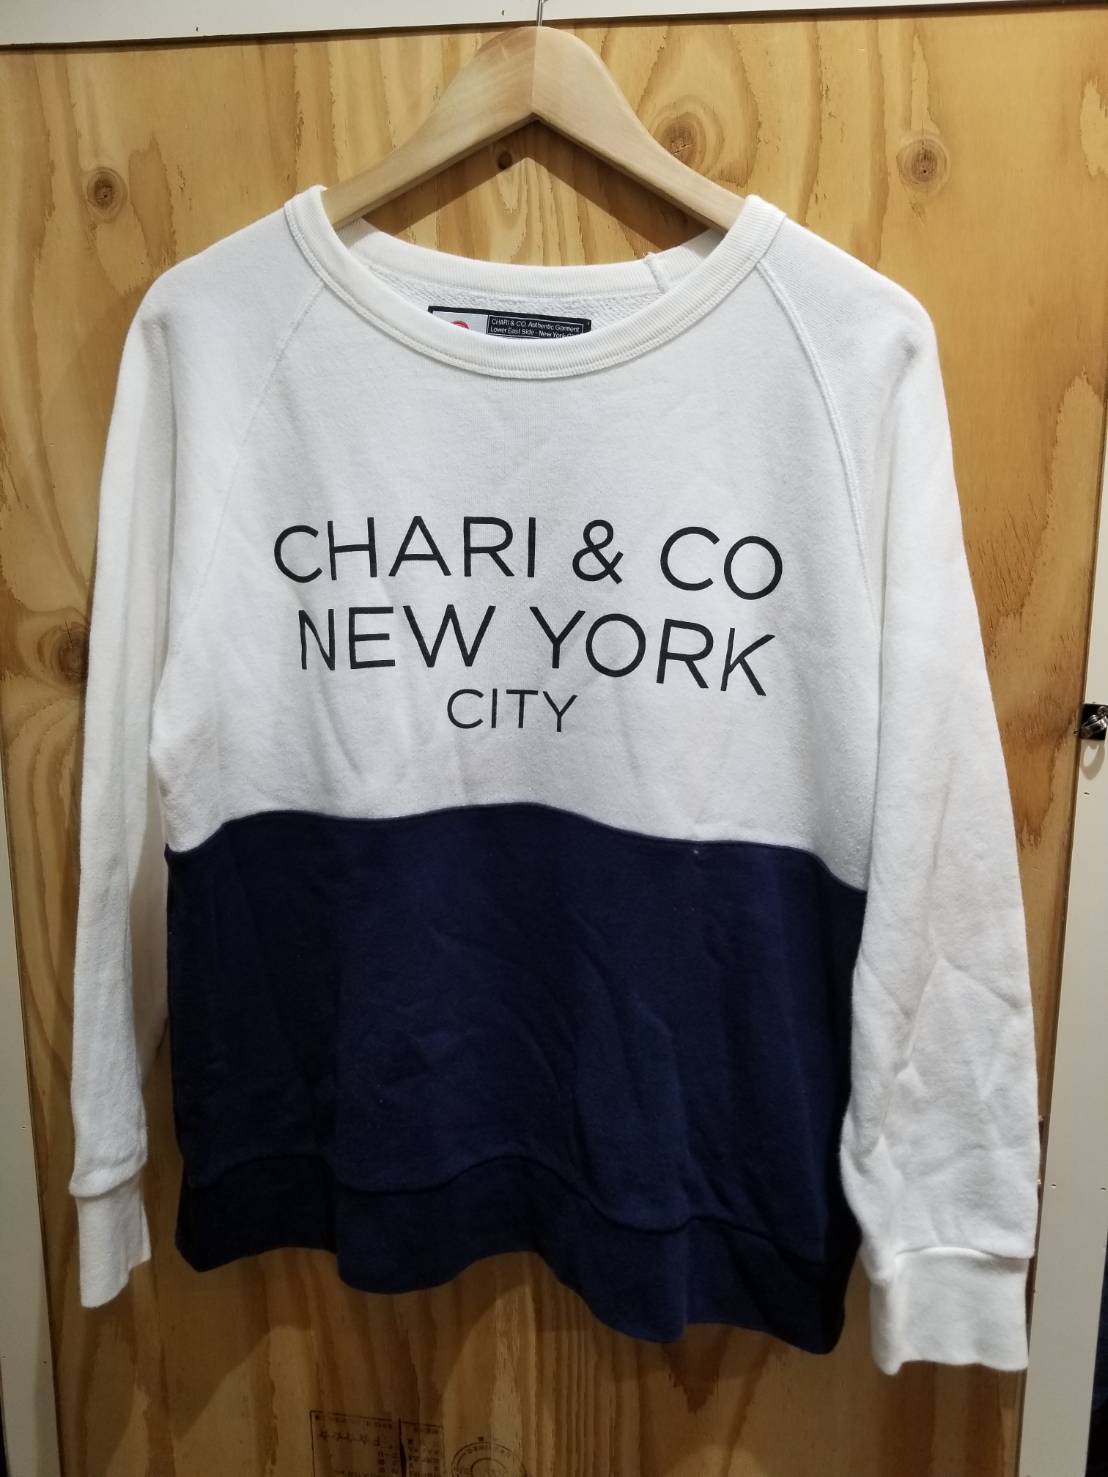 CHARI & CO. Authentic Garment
Lower East Side - New York
CHARI & CO
NEW YORK
CITY